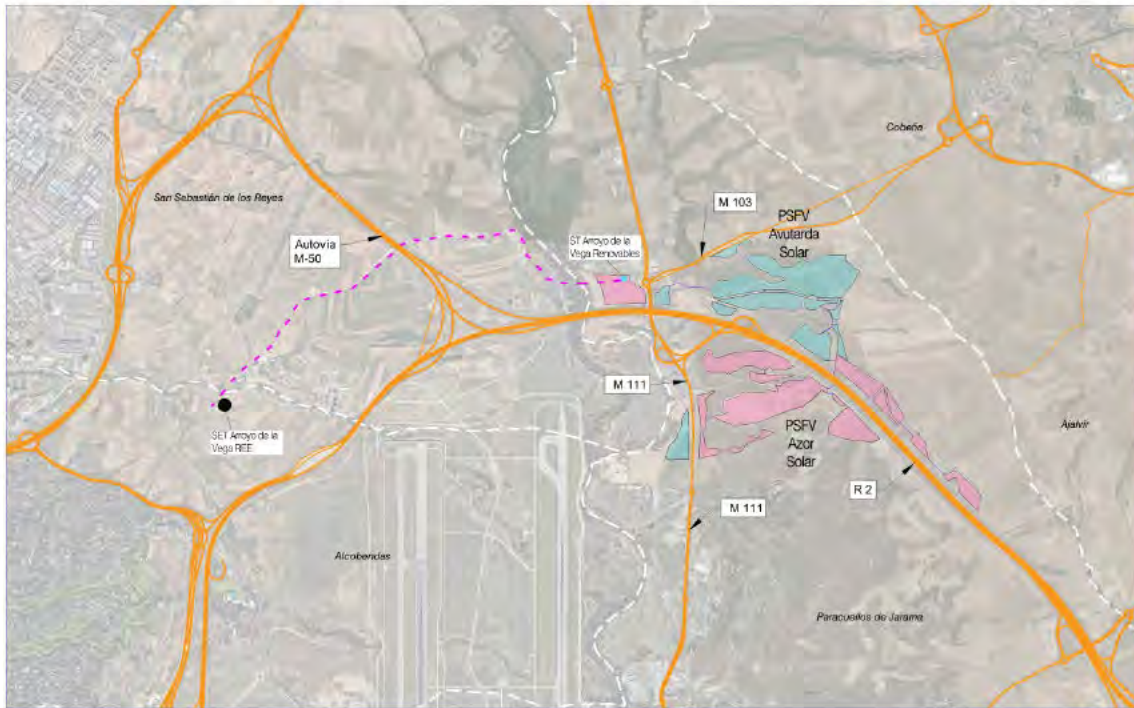 Cobeña
San Sebastián de los Reyes
M 103
PSFV
Avutarda
Solar
Autovia
M-50
ST Arroyo de la
Vega Renovables
M 111
SET Arroyo de la
Vega REE
PSFV
Azor
Solar
Ajalvir
R 2
M 111
Alcobendas
Paracuellos de Jarama